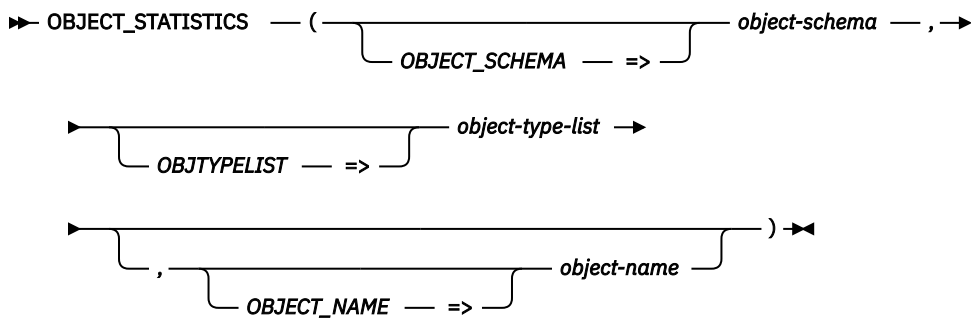 OBJECT_STATISTICS ( object-schema ,
OBJECT_SCHEMA =>
object-type-list
OBJTYPELIST =>
)
, object-name
OBJECT_NAME =>